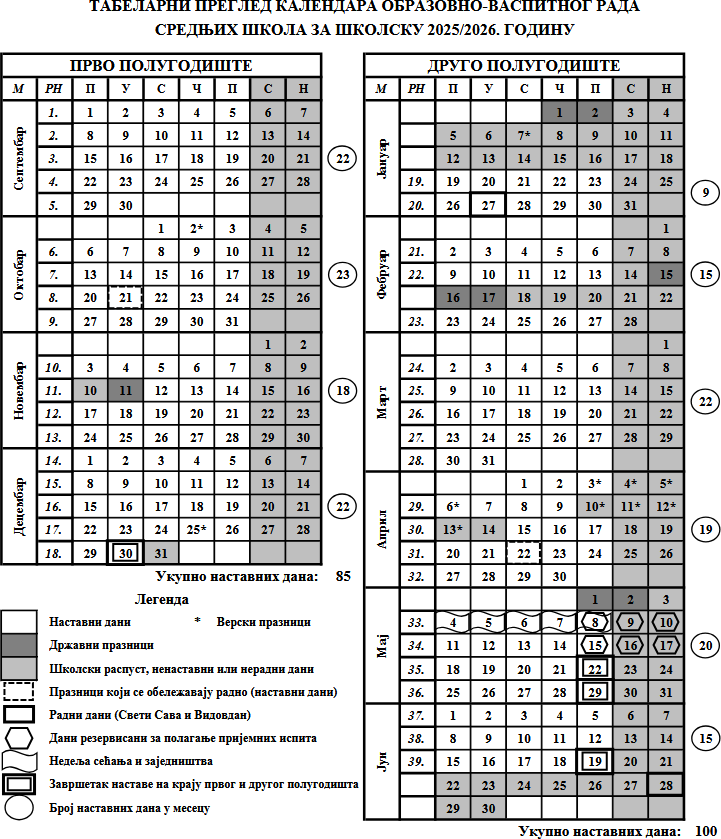 ТАБЕЛАРНИ ПРЕГЛЕД КАЛЕНДАРА ОБРАЗОВНО-ВАСПИТНОГ РАДА
СРЕДЊИХ ШКОЛА ЗА ШКОЛСКУ 2025/2026. ГОДИНУ
ПРВО ПОЛУГОДИШТЕ
М РН П У С Ч П С Н
Септембар
1. 1 2 3 4 5 6 7
2. 8 9 10 11 12 13 14
3. 15 16 17 18 19 20 21 22
4. 22 23 24 25 26 27 28
5. 29 30
Октобар
1 2* 3 4 5
6. 6 7 8 9 10 11 12
7. 13 14 15 16 17 18 19 23
8. 20 21 22 23 24 25 26
9. 27 28 29 30 31
Новембар
1 2
10. 3 4 5 6 7 8 9
11. 10 11 12 13 14 15 16 18
12. 17 18 19 20 21 22 23
13. 24 25 26 27 28 29 30
Децембар
14. 1 2 3 4 5 6 7
15. 8 9 10 11 12 13 14
16. 15 16 17 18 19 20 21 22
17. 22 23 24 25* 26 27 28
18. 29 30 31
Укупно наставних дана: 85
Легенда
Наставни дани * Верски празници
Државни празници
Школски распуст, ненаставни или нерадни дани
Празници који се обележавају радно (наставни дани)
Радни дани (Свети Сава и Видовдан)
Дани резервисани за полагање пријемних испита
Недеља сећања и заједништва
Завршетак наставе на крају првог и другог полугодишта
Број наставних дана у месецу
ДРУГО ПОЛУГОДИШТЕ
М РН П У С Ч П С Н
Јануар
1 2 3 4
5 6 7* 8 9 10 11
12 13 14 15 16 17 18
19. 19 20 21 22 23 24 25
20. 26 27 28 29 30 31 9
Фебруар
1
21. 2 3 4 5 6 7 8
22. 9 10 11 12 13 14 15 15
16 17 18 19 20 21 22
23. 23 24 25 26 27 28
Март
1
24. 2 3 4 5 6 7 8
25. 9 10 11 12 13 14 15
26. 16 17 18 19 20 21 22 22
27. 23 24 25 26 27 28 29
28. 30 31
Април
1 2 3* 4* 5*
29. 6* 7 8 9 10* 11* 12*
30. 13* 14 15 16 17 18 19 19
31. 20 21 22 23 24 25 26
32. 27 28 29 30
Мај
1 2 3
33. 4 5 6 7 8 9 10
34. 11 12 13 14 15 16 17 20
35. 18 19 20 21 22 23 24
36. 25 26 27 28 29 30 31
Јун
37. 1 2 3 4 5 6 7
38. 8 9 10 11 12 13 14 15
39. 15 16 17 18 19 20 21
22 23 24 25 26 27 28
29 30
Укупно наставних дана: 100